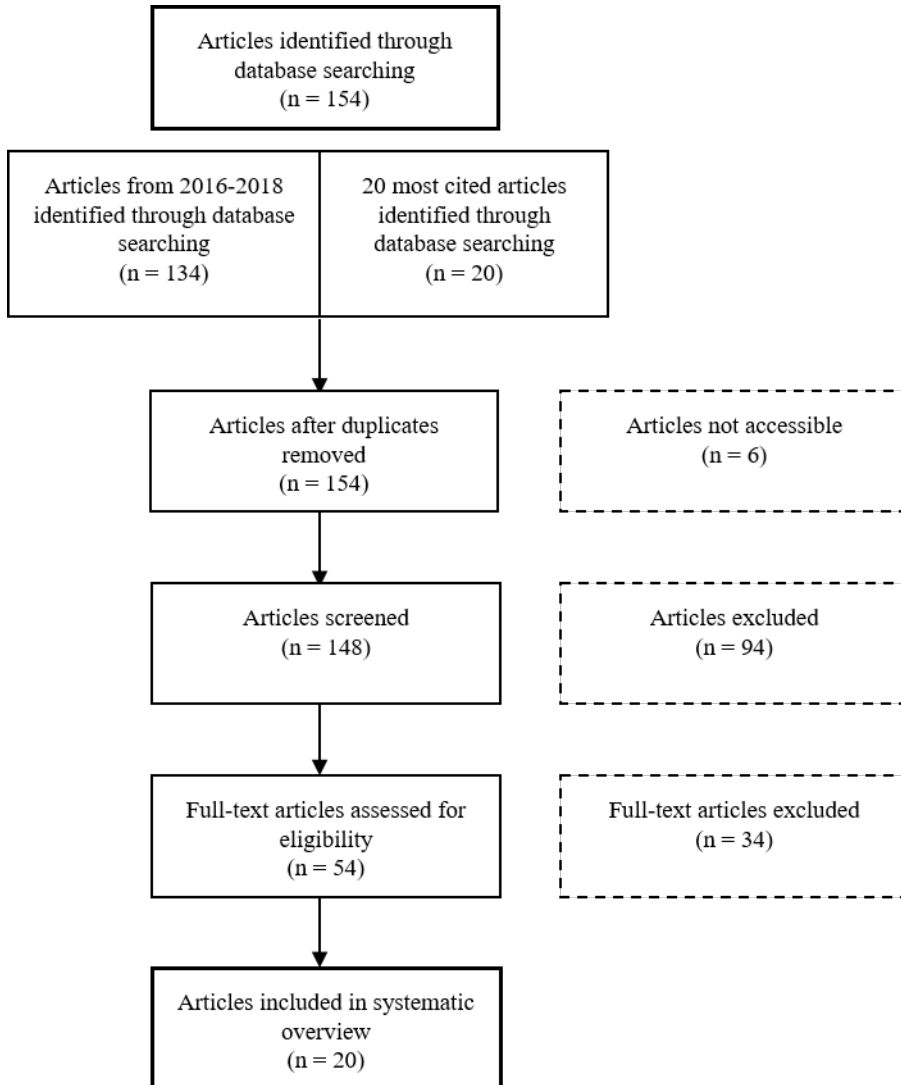 Articles identified through
database searching
(n = 154)
Articles from 2016-2018
identified through database
searching
(n = 134)
20 most cited articles
identified through
database searching
(n = 20)
Articles after duplicates
removed
(n = 154)
Articles not accessible
(n = 6)
Articles screened
(n = 148)
Articles excluded
(n = 94)
Full-text articles assessed for
eligibility
(n = 54)
Full-text articles excluded
(n = 34)
Articles included in systematic
overview
(n = 20)